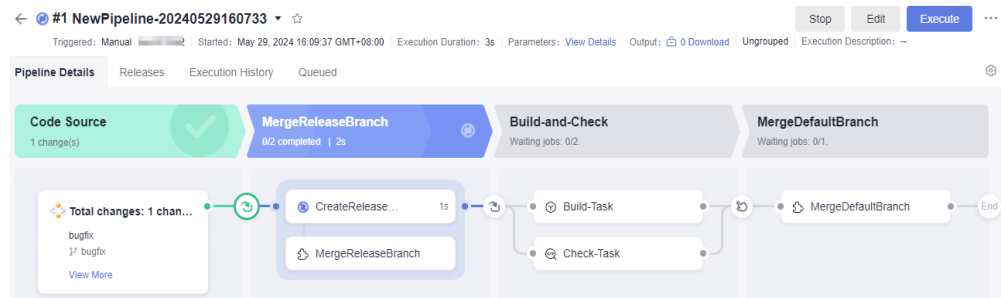 #1 NewPipeline-20240529160733
Stop Edit Execute
Triggered: Manual Started: May 29, 2024 16:09:37 GMT+08:00 Execution Duration: 3s Parameters: View Details Output: 0 Download Ungrouped Execution Description: --
Pipeline Details Releases Execution History Queued
Code Source MergeReleaseBranch Build-and-Check MergeDefaultBranch
1 change(s) 0/2 completed | 2s Waiting jobs: 0/2. Waiting jobs: 0/1.
Total changes: 1 chan... CreateRelease... 1s Build-Task MergeDefaultBranch End
bugfix
bugfix MergeReleaseBranch Check-Task
View More